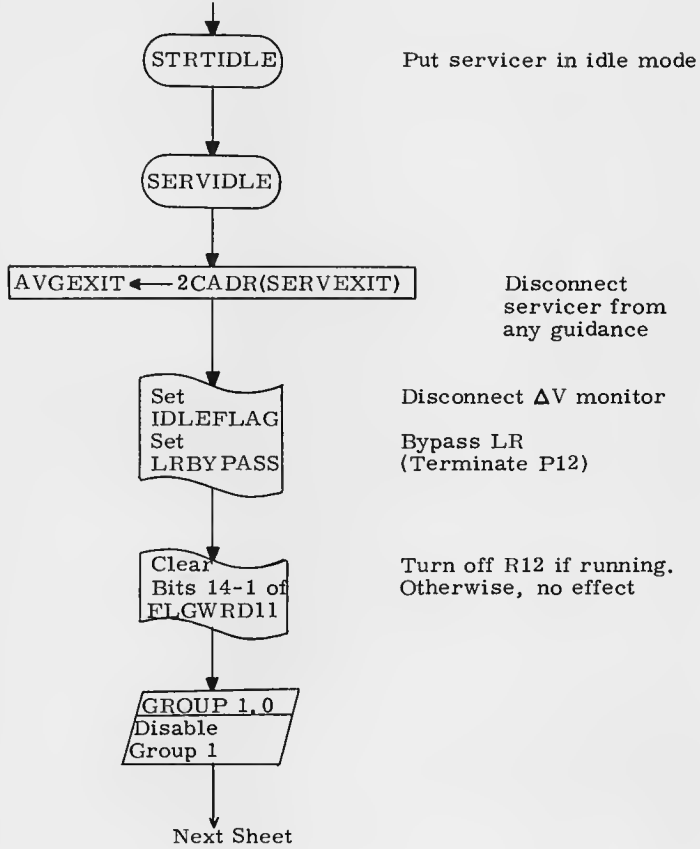 STRTIDLE
Put servicer in idle mode
SERVIDLE
AVGEXIT ← 2CADR(SERVEXIT)
Disconnect
servicer from
any guidance
Set
IDLEFLAG
Set
LRBYPASS
Disconnect ΔV monitor
Bypass LR
(Terminate P12)
Clear
Bits 14-1 of
FLGWRD11
Turn off R12 if running.
Otherwise, no effect
GROUP 1.0
Disable
Group 1
Next Sheet